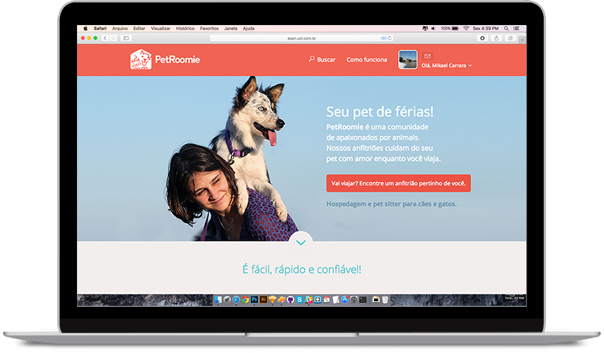 Safari Arquivo Editar Visualizar Histórico Favoritos Janela Ajuda
100% Sex 4:39 PM
PetRoomie
Buscar
Como funciona
Olá, Mikael Carrara
Seu pet de férias!
PetRoomie é uma comunidade
de apaixonados por animais.
Nossos anfitriões cuidam do seu
pet com amor enquanto você viaja.
Vai viajar? Encontre um anfitrião pertinho de você.
Hospedagem e pet sitter para cães e gatos.
É fácil, rápido e confiável!